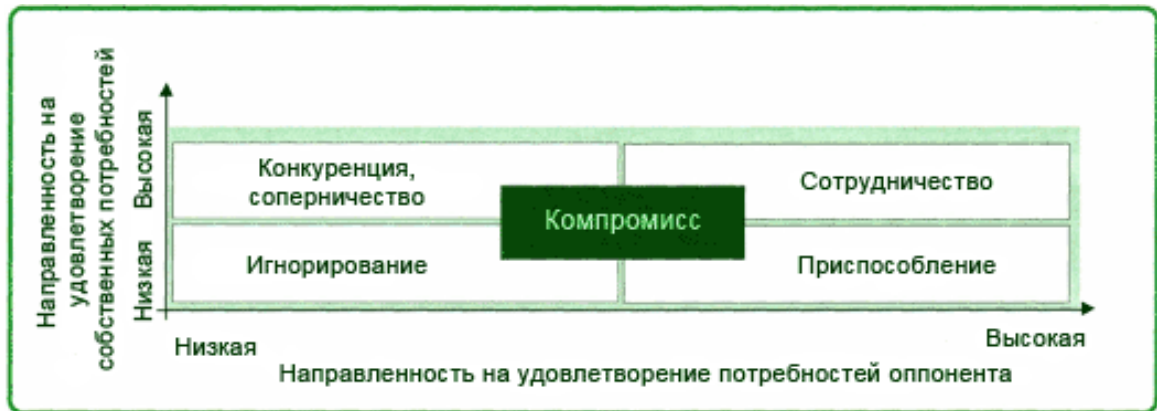 Направленность на
удовлетворение
собственных потребностей
Высокая
Низкая
Конкуренция,
соперничество
Сотрудничество
Компромисс
Игнорирование
Приспособление
Низкая
Высокая
Направленность на удовлетворение потребностей оппонента